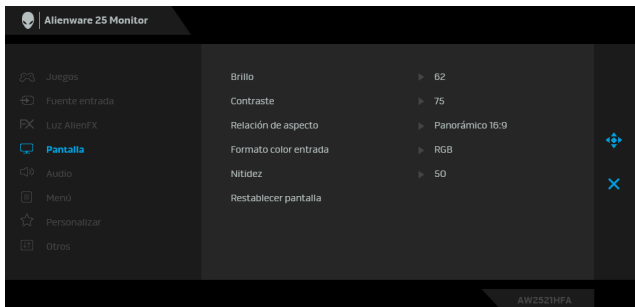 Alienware 25 Monitor
Juegos
Fuente entrada
FX Luz AlienFX
Pantalla
Audio
Menú
Personalizar
Otros
Brillo 62
Contraste 75
Relación de aspecto Panorámico 16:9
Formato color entrada RGB
Nitidez 50
Restablecer pantalla
AW2521HFA